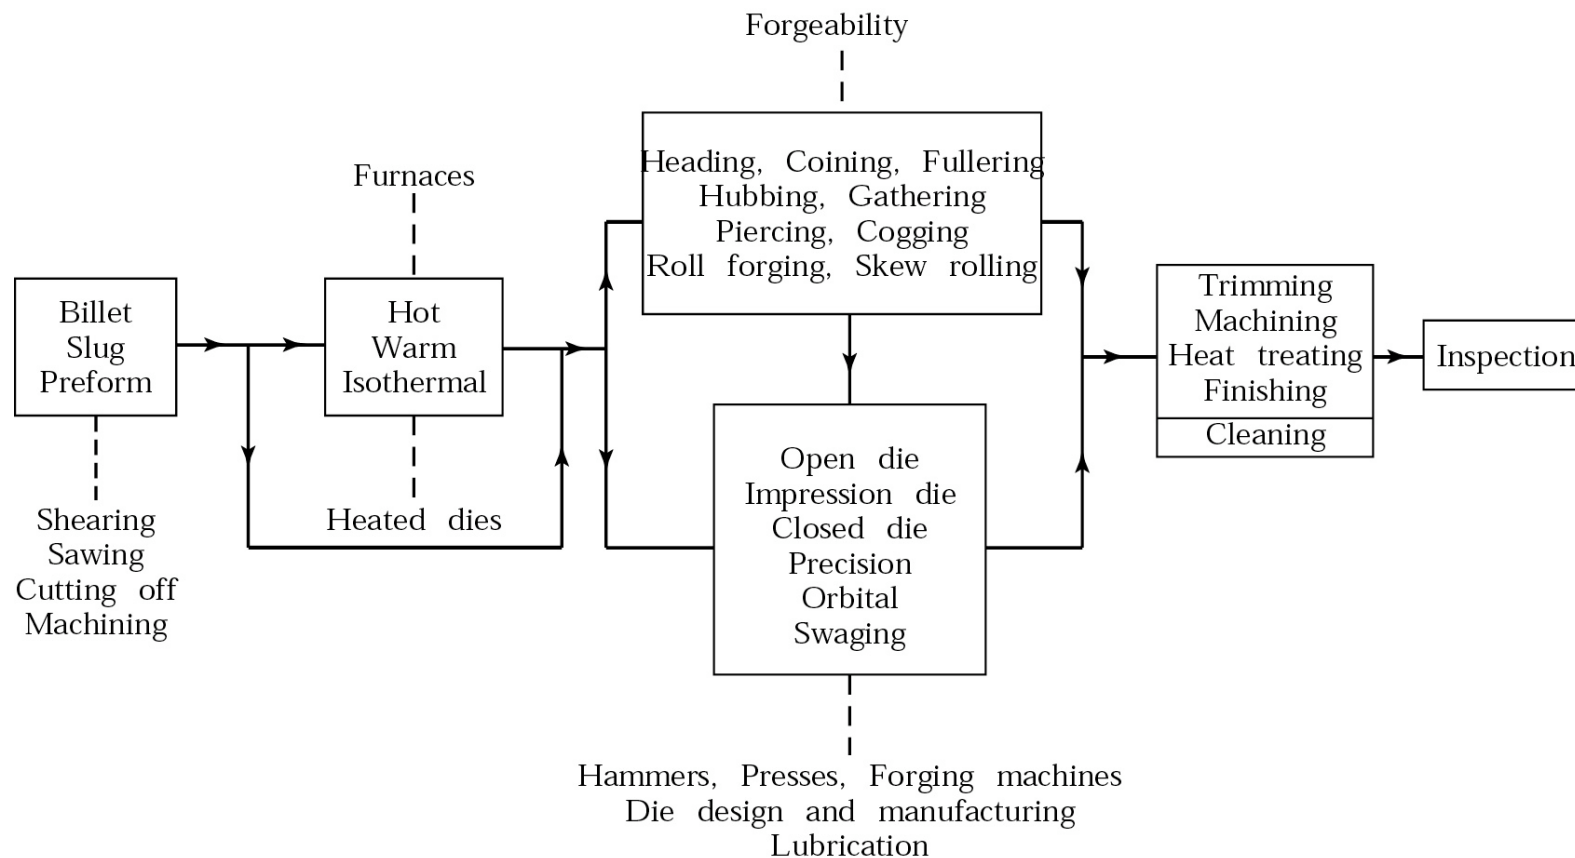 Forgeability
Heading, Coining, Fullering
Hubbing, Gathering
Piercing, Cogging
Roll forging, Skew rolling
Furnaces
Billet
Slug
Preform
Hot
Warm
Isothermal
Trimming
Machining
Heat treating
Finishing
Cleaning
Inspection
Shearing
Sawing
Cutting off
Machining
Heated dies
Open die
Impression die
Closed die
Precision
Orbital
Swaging
Hammers, Presses, Forging machines
Die design and manufacturing
Lubrication